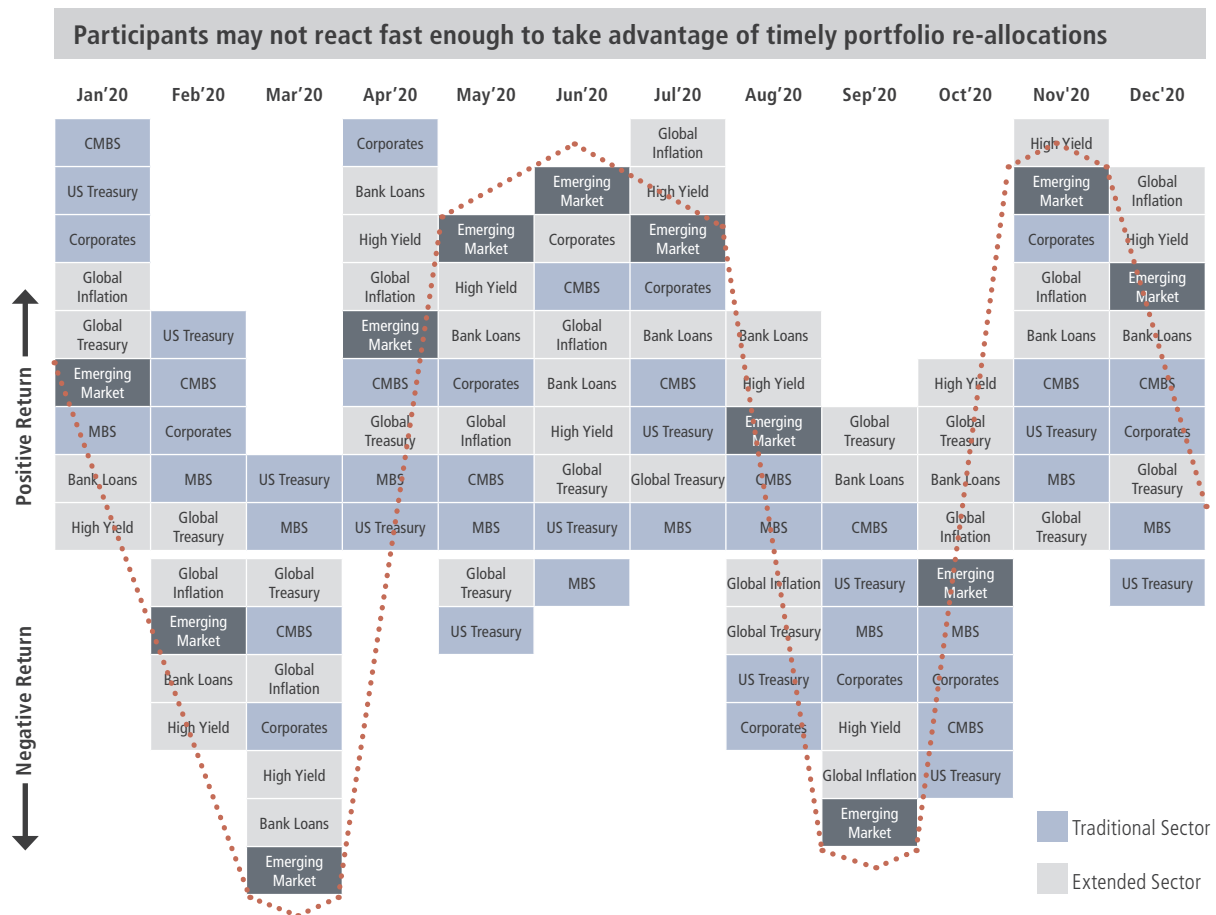 Participants may not react fast enough to take advantage of timely portfolio re-allocations
Positive Return
Negative Return
Jan'20
CMBS
US Treasury
Corporates
Global
Inflation
Global
Treasury
Emerging
Market
MBS
Bank Loans
High Yield
Feb'20
US Treasury
CMBS
Corporates
MBS
Global
Treasury
Global
Inflation
Emerging
Market
Bank Loans
High Yield
Mar'20
US Treasury
MBS
Global
Treasury
CMBS
Global
Inflation
Corporates
High Yield
Bank Loans
Emerging
Market
Apr'20
Corporates
Bank Loans
High Yield
Global
Inflation
Emerging
Market
CMBS
Global
Treasury
MBS
US Treasury
May'20
Emerging
Market
High Yield
Bank Loans
Corporates
Global
Inflation
CMBS
MBS
Global
Treasury
US Treasury
Jun'20
Emerging
Market
Corporates
CMBS
Global
Inflation
Bank Loans
High Yield
Global
Treasury
US Treasury
MBS
Jul'20
Global
Inflation
High Yield
Emerging
Market
Corporates
Bank Loans
CMBS
US Treasury
Global Treasury
MBS
Aug'20
Bank Loans
High Yield
Emerging
Market
CMBS
MBS
Global Inflation
Global Treasury
US Treasury
Corporates
Sep'20
Global
Treasury
Bank Loans
CMBS
US Treasury
MBS
Corporates
High Yield
Global Inflation
Emerging
Market
Oct'20
High Yield
Global
Treasury
Bank Loans
Global
Inflation
Emerging
Market
MBS
Corporates
CMBS
US Treasury
Nov'20
High Yield
Emerging
Market
Corporates
Global
Inflation
Bank Loans
CMBS
US Treasury
MBS
Global
Treasury
Dec'20
Global
Inflation
High Yield
Emerging
Market
Bank Loans
CMBS
Corporates
Global
Treasury
MBS
US Treasury
Traditional Sector
Extended Sector